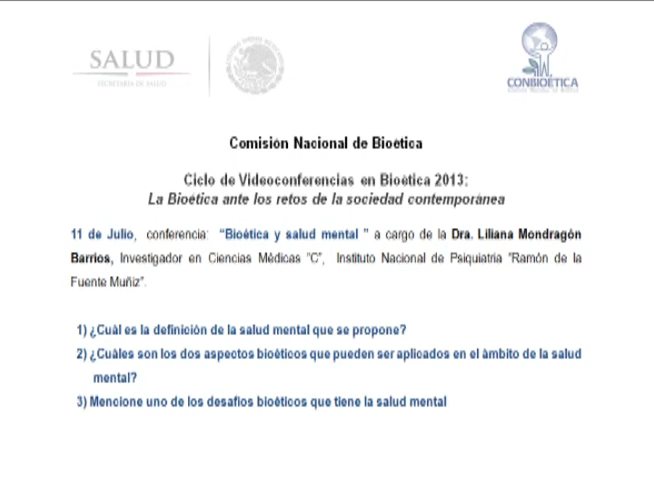 SALUD
SECRETARÍA DE SALUD
CONBIOÉTICA
Comisión Nacional de Bioética
Ciclo de Videoconferencias en Bioética 2013:
La Bioética ante los retos de la sociedad contemporánea
11 de Julio, conferencia: “Bioética y salud mental ” a cargo de la Dra. Liliana Mondragón
Barrios, Investigador en Ciencias Médicas "C", Instituto Nacional de Psiquiatria "Ramón de la
Fuente Muñiz".
1) ¿Cuál es la definición de la salud mental que se propone?
2) ¿Cuáles son los dos aspectos bioéticos que pueden ser aplicados en el ámbito de la salud
mental?
3) Mencione uno de los desafíos bioéticos que tiene la salud mental